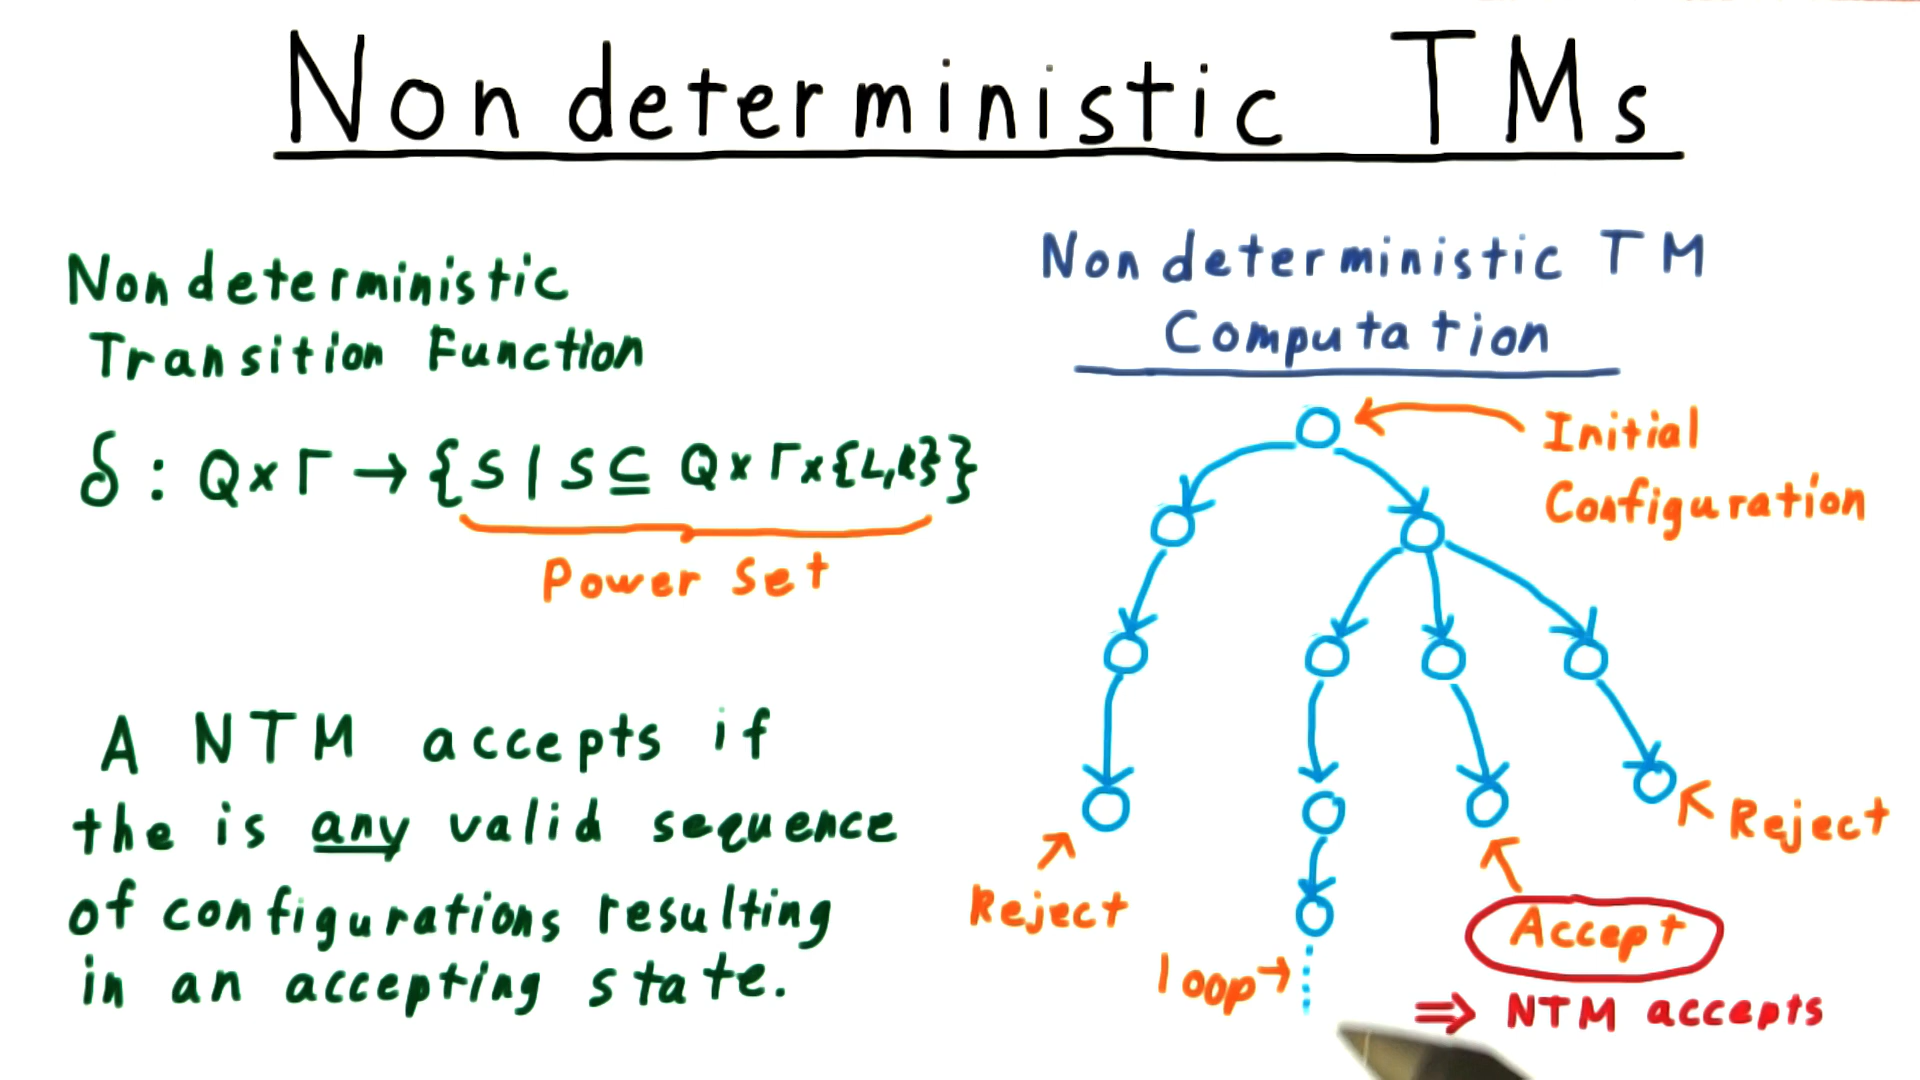 Nondeterministic TMs
Nondeterministic
Transition Function
δ : Q×Γ → {S | S ⊆ Q×Γ×{L,R}}
Power Set
A NTM accepts if
the is any valid sequence
of configurations resulting
in an accepting state.
Nondeterministic TM
Computation
Initial
Configuration
Reject
Reject
Accept
loop→
⇒ NTM accepts